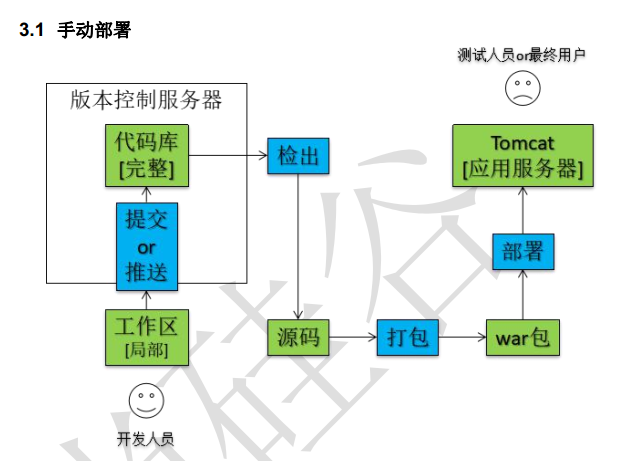 3.1 手动部署
测试人员or最终用户
版本控制服务器
代码库
[完整]
检出
Tomcat
[应用服务器]
提交
or
推送
部署
工作区
[局部]
源码
打包
war包
开发人员
硅谷